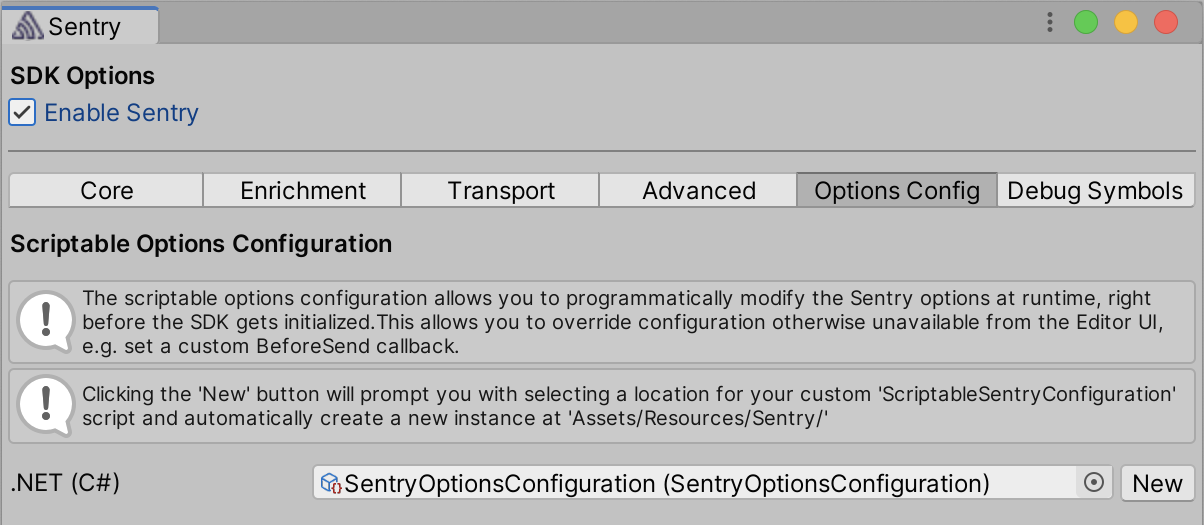 Sentry
SDK Options
Enable Sentry
Core Enrichment Transport Advanced Options Config Debug Symbols
Scriptable Options Configuration
The scriptable options configuration allows you to programmatically modify the Sentry options at runtime, right
before the SDK gets initialized.This allows you to override configuration otherwise unavailable from the Editor UI,
e.g. set a custom BeforeSend callback.
Clicking the 'New' button will prompt you with selecting a location for your custom 'ScriptableSentryConfiguration'
script and automatically create a new instance at 'Assets/Resources/Sentry/'
.NET (C#) SentryOptionsConfiguration (SentryOptionsConfiguration) New